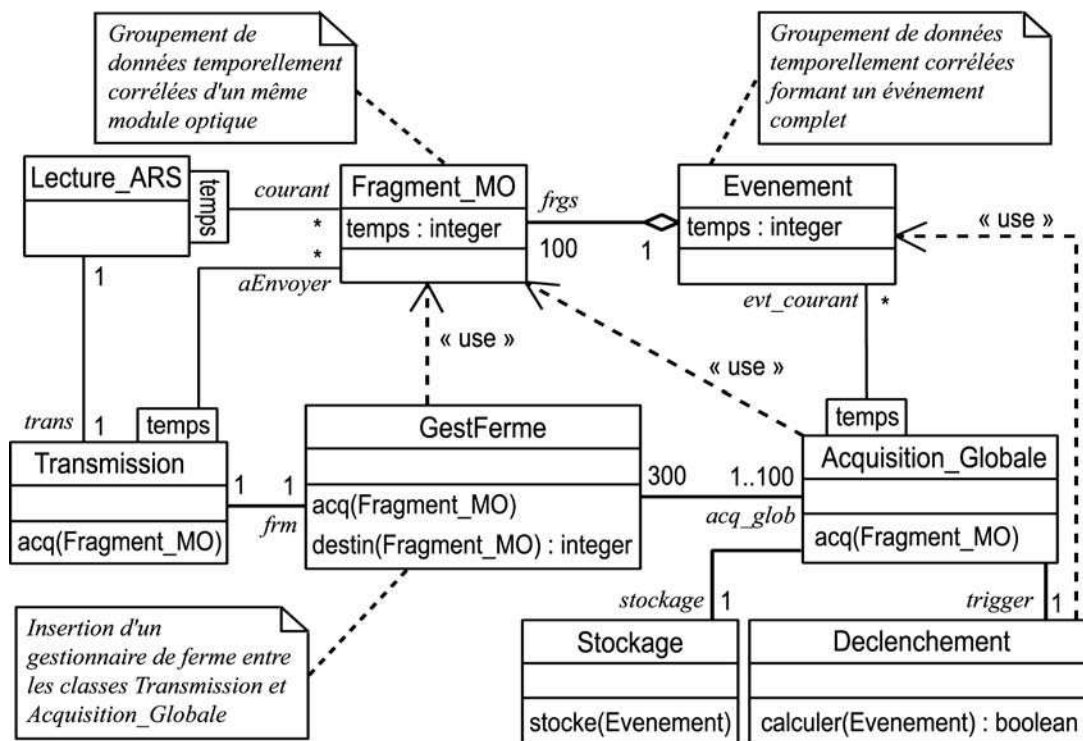 Groupement de
données temporellement
corrélées d'un même
module optique
Groupement de données
temporellement corrélées
formant un événement
complet
Lecture_ARS
temps
courant
*
Fragment_MO
temps : integer
frgs
100
1
Evenement
temps : integer
« use »
*
aEnvoyer
1
« use »
« use »
evt_courant
*
trans
1
temps
temps
Transmission
acq(Fragment_MO)
1
1
frm
GestFerme
acq(Fragment_MO)
destin(Fragment_MO) : integer
300
1..100
acq_glob
Acquisition_Globale
acq(Fragment_MO)
stockage
1
trigger
1
Insertion d'un
gestionnaire de ferme entre
les classes Transmission et
Acquisition_Globale
Stockage
stocke(Evenement)
Declenchement
calculer(Evenement) : boolean